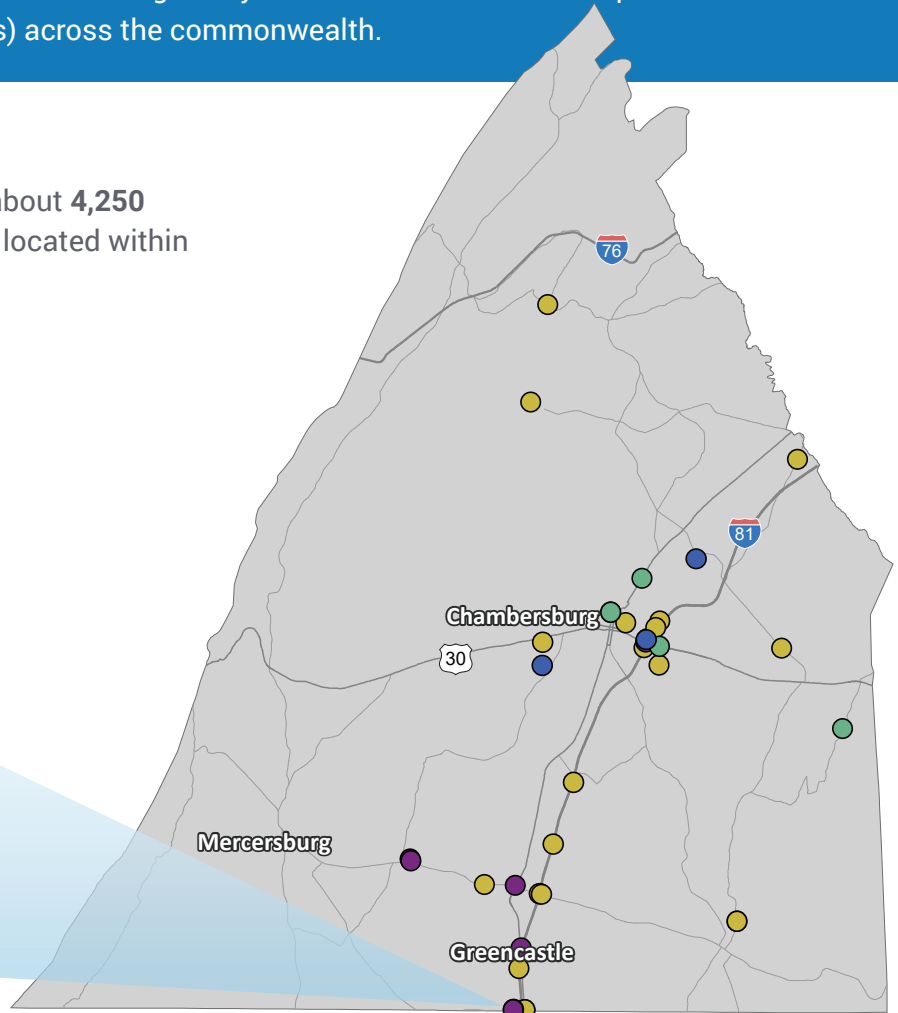 s) across the commonwealth.
about 4,250
located within
76
81
Chambersburg
30
Mercersburg
Greencastle